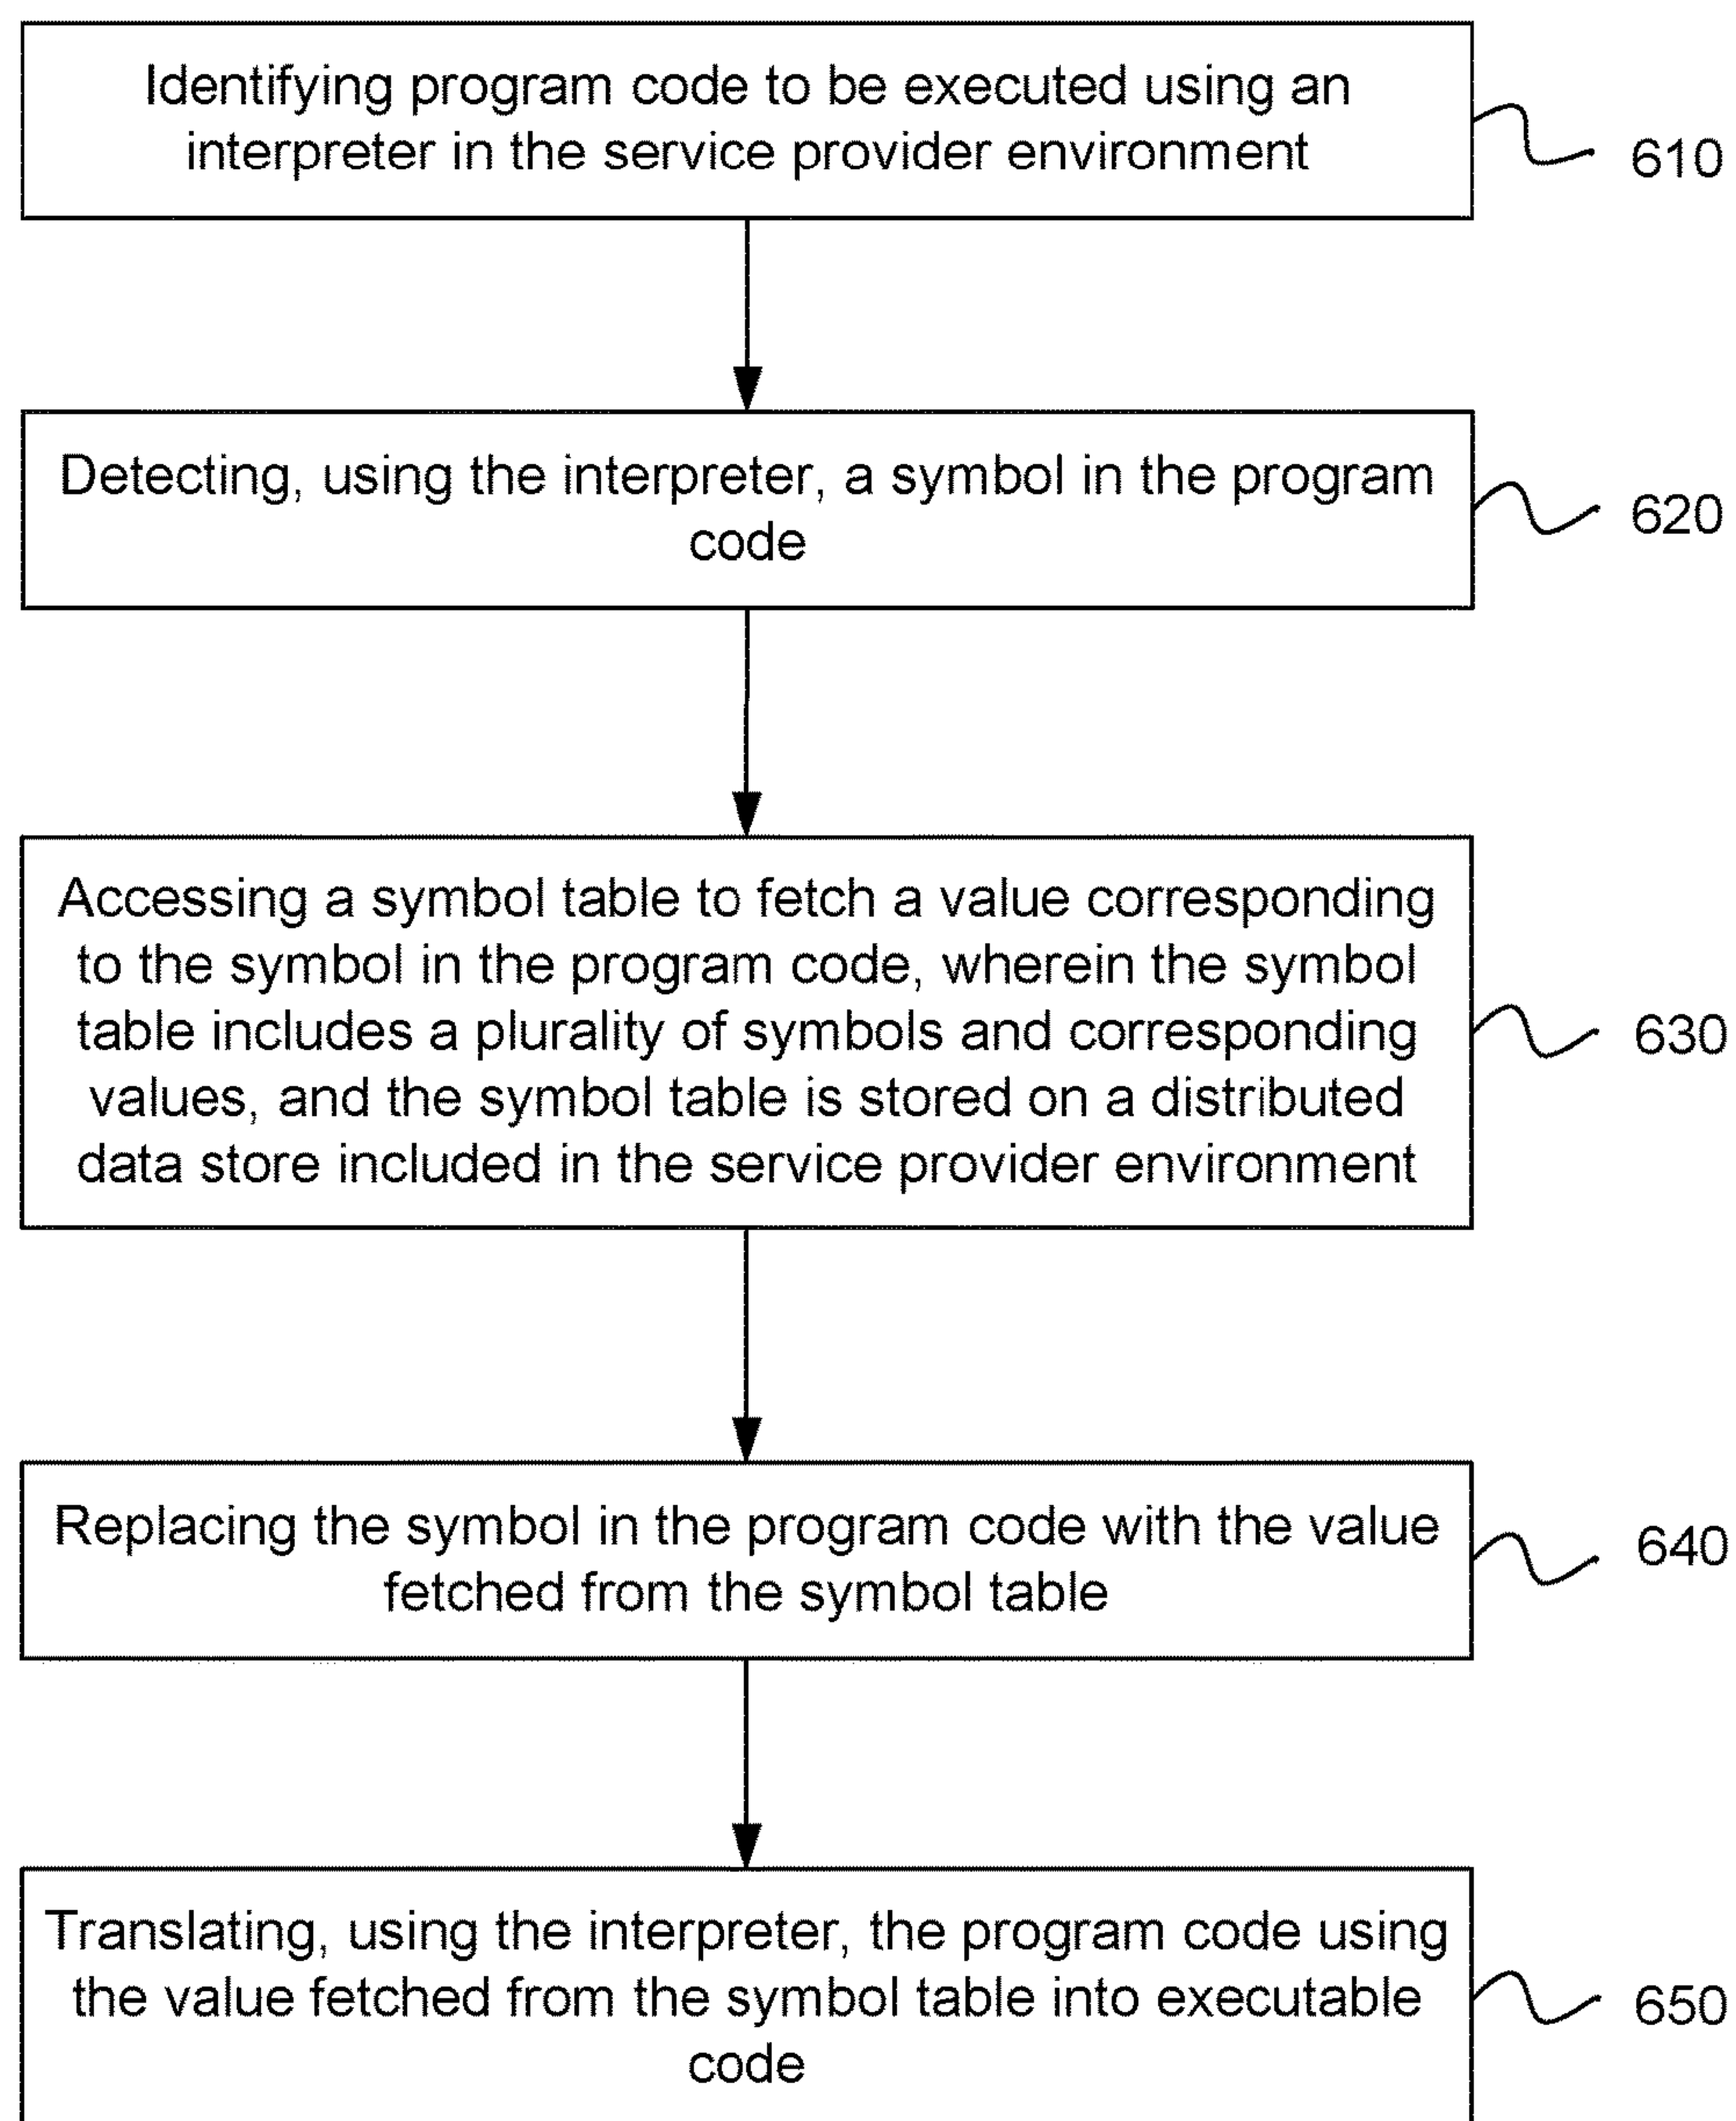 Identifying program code to be executed using an
interpreter in the service provider environment
610
Detecting, using the interpreter, a symbol in the program
code
620
Accessing a symbol table to fetch a value corresponding
to the symbol in the program code, wherein the symbol
table includes a plurality of symbols and corresponding
values, and the symbol table is stored on a distributed
data store included in the service provider environment
630
Replacing the symbol in the program code with the value
fetched from the symbol table
640
Translating, using the interpreter, the program code using
the value fetched from the symbol table into executable
code
650